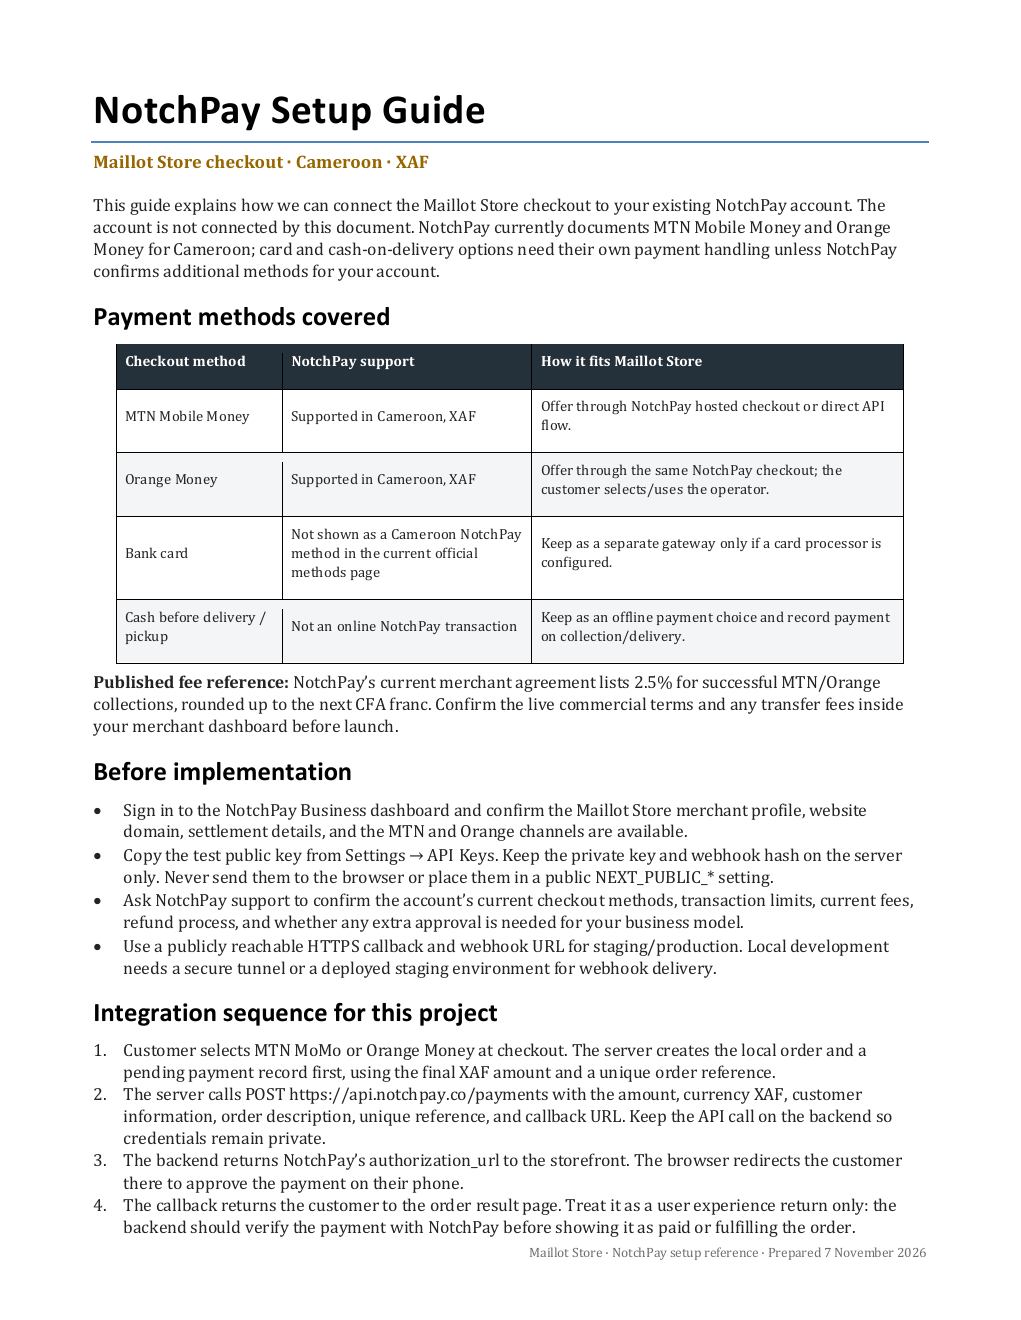 NotchPay Setup Guide
Maillot Store checkout · Cameroon · XAF
This guide explains how we can connect the Maillot Store checkout to your existing NotchPay account. The
account is not connected by this document. NotchPay currently documents MTN Mobile Money and Orange
Money for Cameroon; card and cash-on-delivery options need their own payment handling unless NotchPay
confirms additional methods for your account.
Payment methods covered
Checkout method NotchPay support How it fits Maillot Store
MTN Mobile Money Supported in Cameroon, XAF Offer through NotchPay hosted checkout or direct API
flow.
Orange Money Supported in Cameroon, XAF Offer through the same NotchPay checkout; the
customer selects/uses the operator.
Bank card
Not shown as a Cameroon NotchPay
method in the current official
methods page
Keep as a separate gateway only if a card processor is
configured.
Cash before delivery /
pickup
Not an online NotchPay transaction
Keep as an offline payment choice and record payment
on collection/delivery.
Published fee reference: NotchPay’s current merchant agreement lists 2.5% for successful MTN/Orange
collections, rounded up to the next CFA franc. Confirm the live commercial terms and any transfer fees inside
your merchant dashboard before launch.
Before implementation
• Sign in to the NotchPay Business dashboard and confirm the Maillot Store merchant profile, website
domain, settlement details, and the MTN and Orange channels are available.
• Copy the test public key from Settings → API Keys. Keep the private key and webhook hash on the server
only. Never send them to the browser or place them in a public NEXT_PUBLIC_* setting.
• Ask NotchPay support to confirm the account’s current checkout methods, transaction limits, current fees,
refund process, and whether any extra approval is needed for your business model.
• Use a publicly reachable HTTPS callback and webhook URL for staging/production. Local development
needs a secure tunnel or a deployed staging environment for webhook delivery.
Integration sequence for this project
1. Customer selects MTN MoMo or Orange Money at checkout. The server creates the local order and a
pending payment record first, using the final XAF amount and a unique order reference.
2. The server calls POST https://api.notchpay.co/payments with the amount, currency XAF, customer
information, order description, unique reference, and callback URL. Keep the API call on the backend so
credentials remain private.
3. The backend returns NotchPay’s authorization_url to the storefront. The browser redirects the customer
there to approve the payment on their phone.
4. The callback returns the customer to the order result page. Treat it as a user experience return only: the
backend should verify the payment with NotchPay before showing it as paid or fulfilling the order.
Maillot Store · NotchPay setup reference · Prepared 7 November 2026